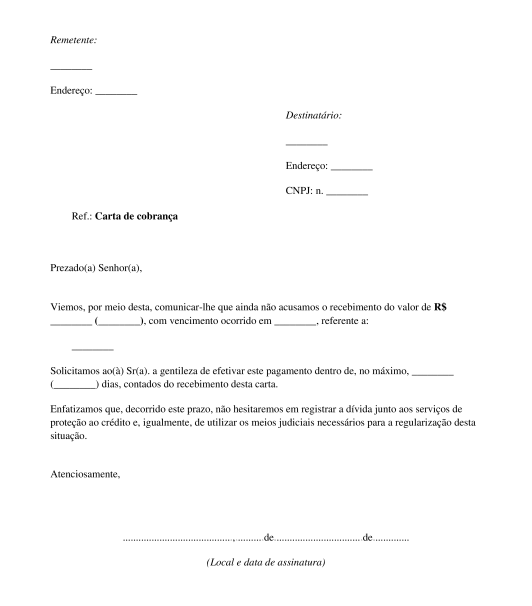 Remetente:
________
Endereço: ________
Destinatário:
________
Endereço: ________
CNPJ: n. ________
Ref.: Carta de cobrança
Prezado(a) Senhor(a),
Viemos, por meio desta, comunicar-lhe que ainda não acusamos o recebimento do valor de R$
________ (________), com vencimento ocorrido em ________, referente a:
________
Solicitamos ao(à) Sr(a). a gentileza de efetivar este pagamento dentro de, no máximo, ________
(________) dias, contados do recebimento desta carta.
Enfatizamos que, decorrido este prazo, não hesitaremos em registrar a dívida junto aos serviços de
proteção ao crédito e, igualmente, de utilizar os meios judiciais necessários para a regularização desta
situação.
Atenciosamente,
.........................................., .......... de ................................. de ..............
(Local e data de assinatura)